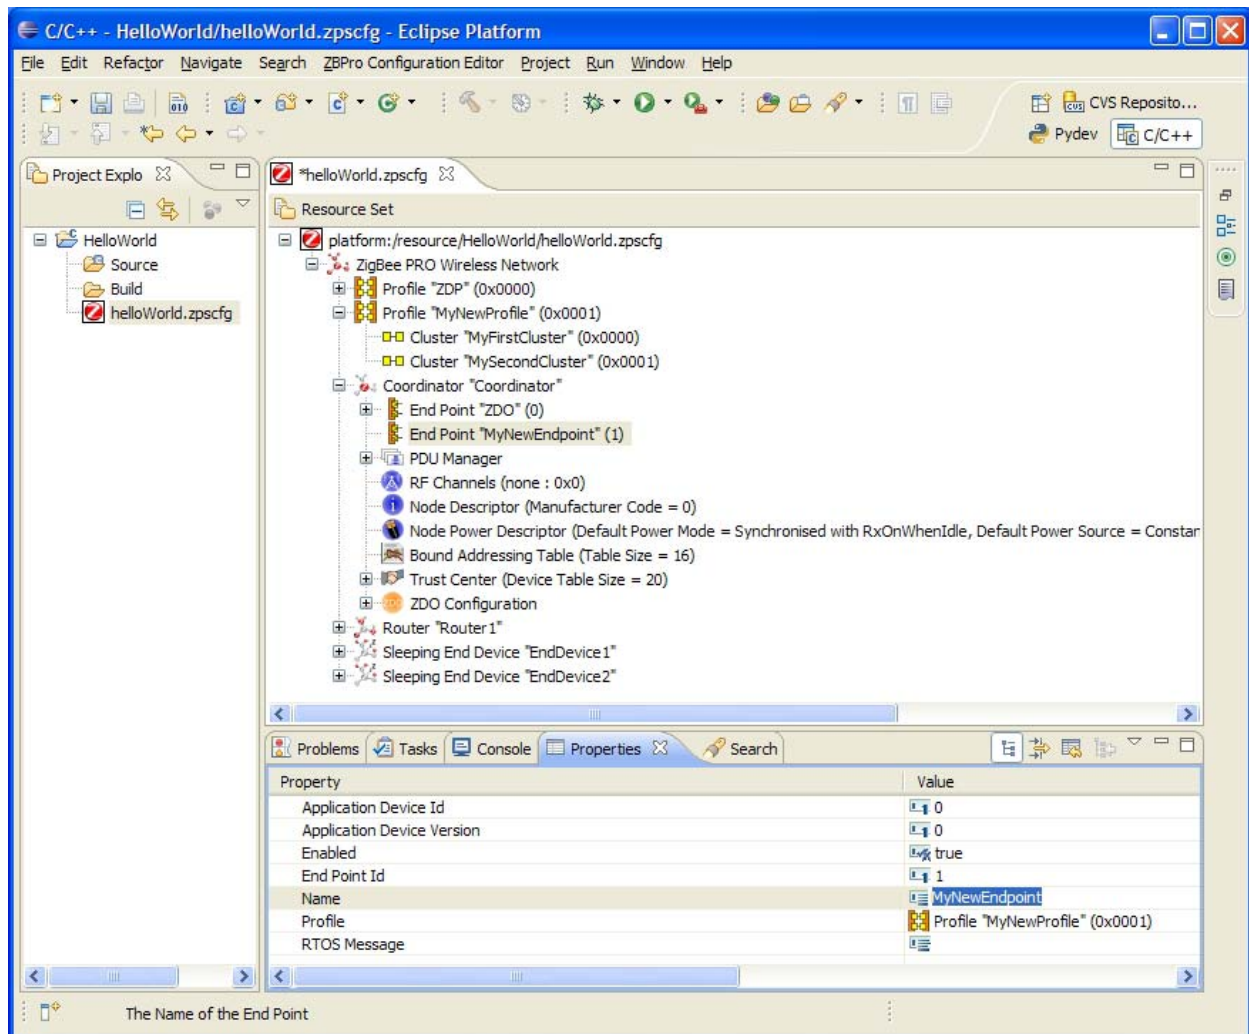 C/C++ - HelloWorld/helloWorld.zpscfg - Eclipse Platform
File Edit Refactor Navigate Search ZBPro Configuration Editor Project Run Window Help
CVS Reposito...
Pydev C/C++
Project Explo
*helloWorld.zpscfg
Resource Set
HelloWorld
Source
Build
helloWorld.zpscfg
platform:/resource/HelloWorld/helloWorld.zpscfg
ZigBee PRO Wireless Network
Profile "ZDP" (0x0000)
Profile "MyNewProfile" (0x0001)
Cluster "MyFirstCluster" (0x0000)
Cluster "MySecondCluster" (0x0001)
Coordinator "Coordinator"
End Point "ZDO" (0)
End Point "MyNewEndpoint" (1)
PDU Manager
RF Channels (none : 0x0)
Node Descriptor (Manufacturer Code = 0)
Node Power Descriptor (Default Power Mode = Synchronised with RxOnWhenIdle, Default Power Source = Constar
Bound Addressing Table (Table Size = 16)
Trust Center (Device Table Size = 20)
ZDO Configuration
Router "Router1"
Sleeping End Device "EndDevice1"
Sleeping End Device "EndDevice2"
Problems Tasks Console Properties Search
Property Value
Application Device Id 0
Application Device Version 0
Enabled true
End Point Id 1
Name MyNewEndpoint
Profile Profile "MyNewProfile" (0x0001)
RTOS Message
The Name of the End Point